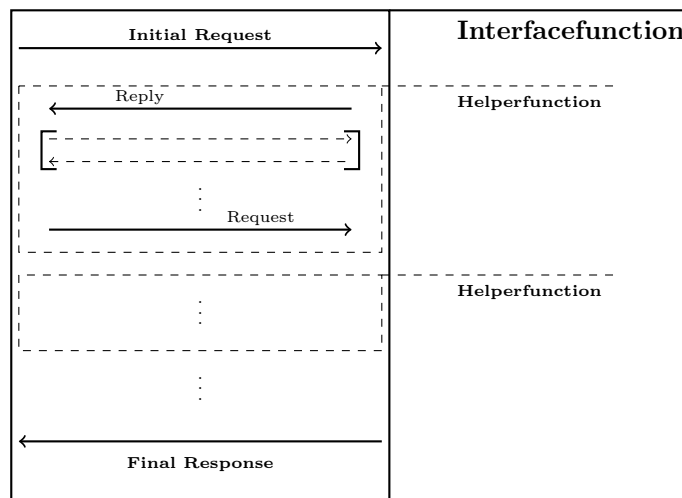 Initial Request
Interfacefunction
Reply
Helperfunction
Request
Helperfunction
Final Response